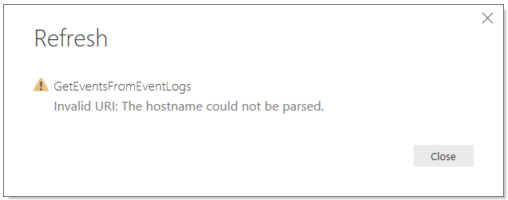 Refresh
GetEventsFromEventLogs
Invalid URI: The hostname could not be parsed.
Close